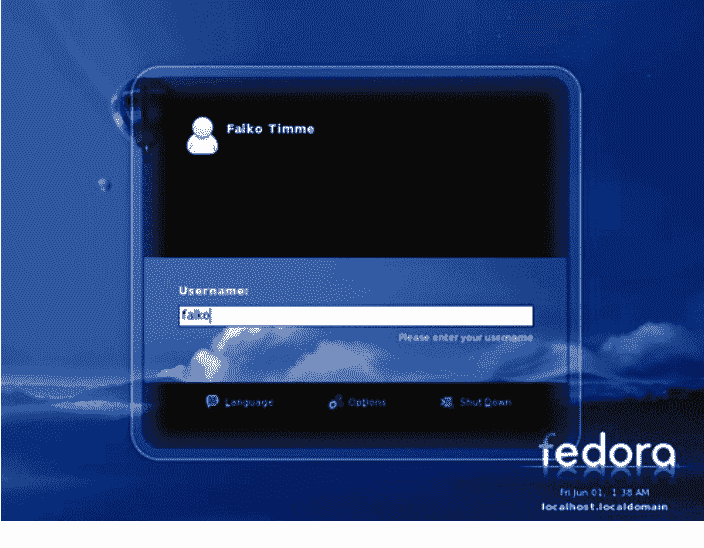 Falko Timme
Username:
falko
Please enter your username
Language
Options
Shut Down
fedora
Fri Jun 01, 1:38 AM
localhost.localdomain